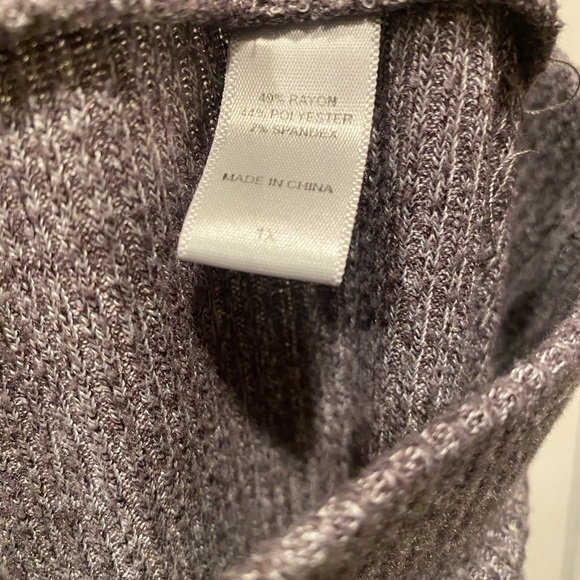 49% RAYON
44% POLYESTER
7% SPANDEX
MADE IN CHINA
1X